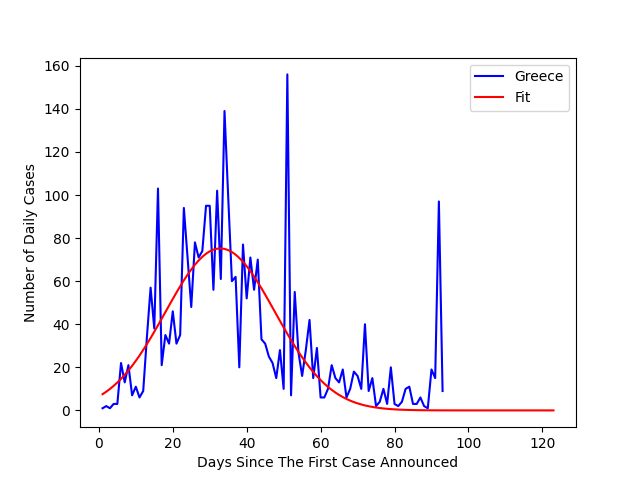 160
140
120
100
80
60
40
20
0
Number of Daily Cases
Greece
Fit
0 20 40 60 80 100 120
Days Since The First Case Announced